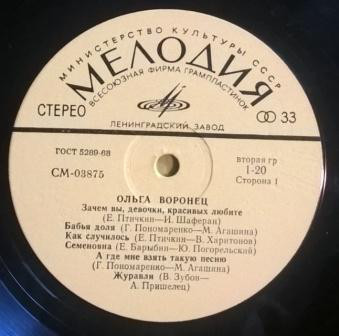 МИНИСТЕРСТВО КУЛЬТУРЫ СССР
МЕЛОДИЯ
ВСЕСОЮЗНАЯ ФИРМА ГРАМПЛАСТИНОК
СТЕРЕО
33
ЛЕНИНГРАДСКИЙ ЗАВОД
ГОСТ 5289-68
вторая гр
СМ-03875
1-20
Сторона 1
ОЛЬГА ВОРОНЕЦ
Зачем вы, девочки, красивых любите
(Е. Птичкин—И. Шаферан)
Бабья доля (Г. Пономаренко—М. Агашина)
Как случилось (Е. Птичкин—В. Харитонов)
Семеновна (Е. Барыбин—Ю. Погорельский)
А где мне взять такую песню
(Г. Пономаренко—М. Агашина)
Журавли (В. Зубов—
А. Пришелец)